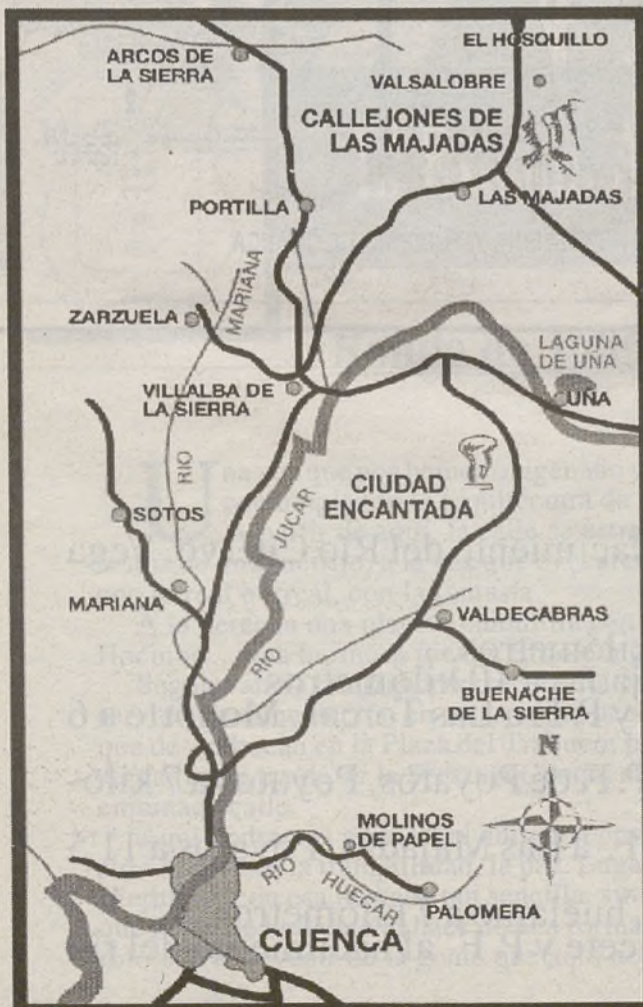 ARCOS DE
LA SIERRA
EL HOSQUILLO
VALSALOBRE
CALLEJONES DE
LAS MAJADAS
LAS MAJADAS
PORTILLA
MARIANA
RIO
ZARZUELA
LAGUNA
DE UÑA
UÑA
VILLALBA DE
LA SIERRA
CIUDAD
ENCANTADA
JUCAR
RIO
SOTOS
MARIANA
VALDECABRAS
BUENACHE
DE LA SIERRA
N
MOLINOS
DE PAPEL
RIO
HUECAR
PALOMERA
CUENCA